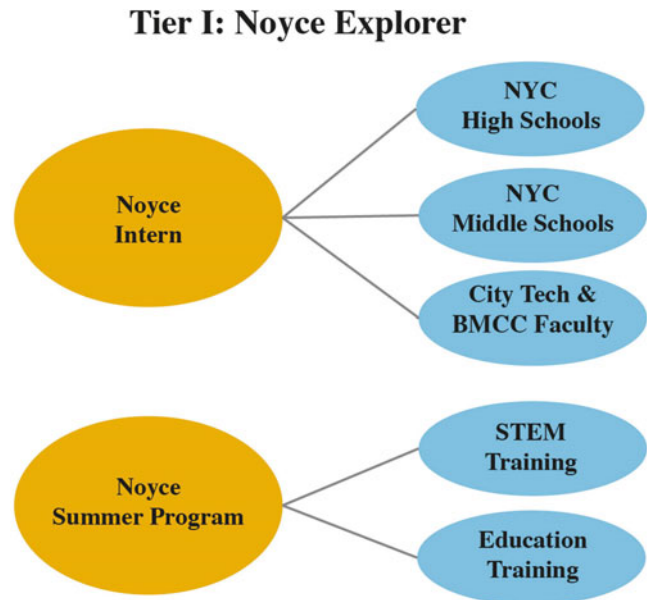 Tier I: Noyce Explorer
Noyce
Intern
NYC
High Schools
NYC
Middle Schools
City Tech &
BMCC Faculty
Noyce
Summer Program
STEM
Training
Education
Training